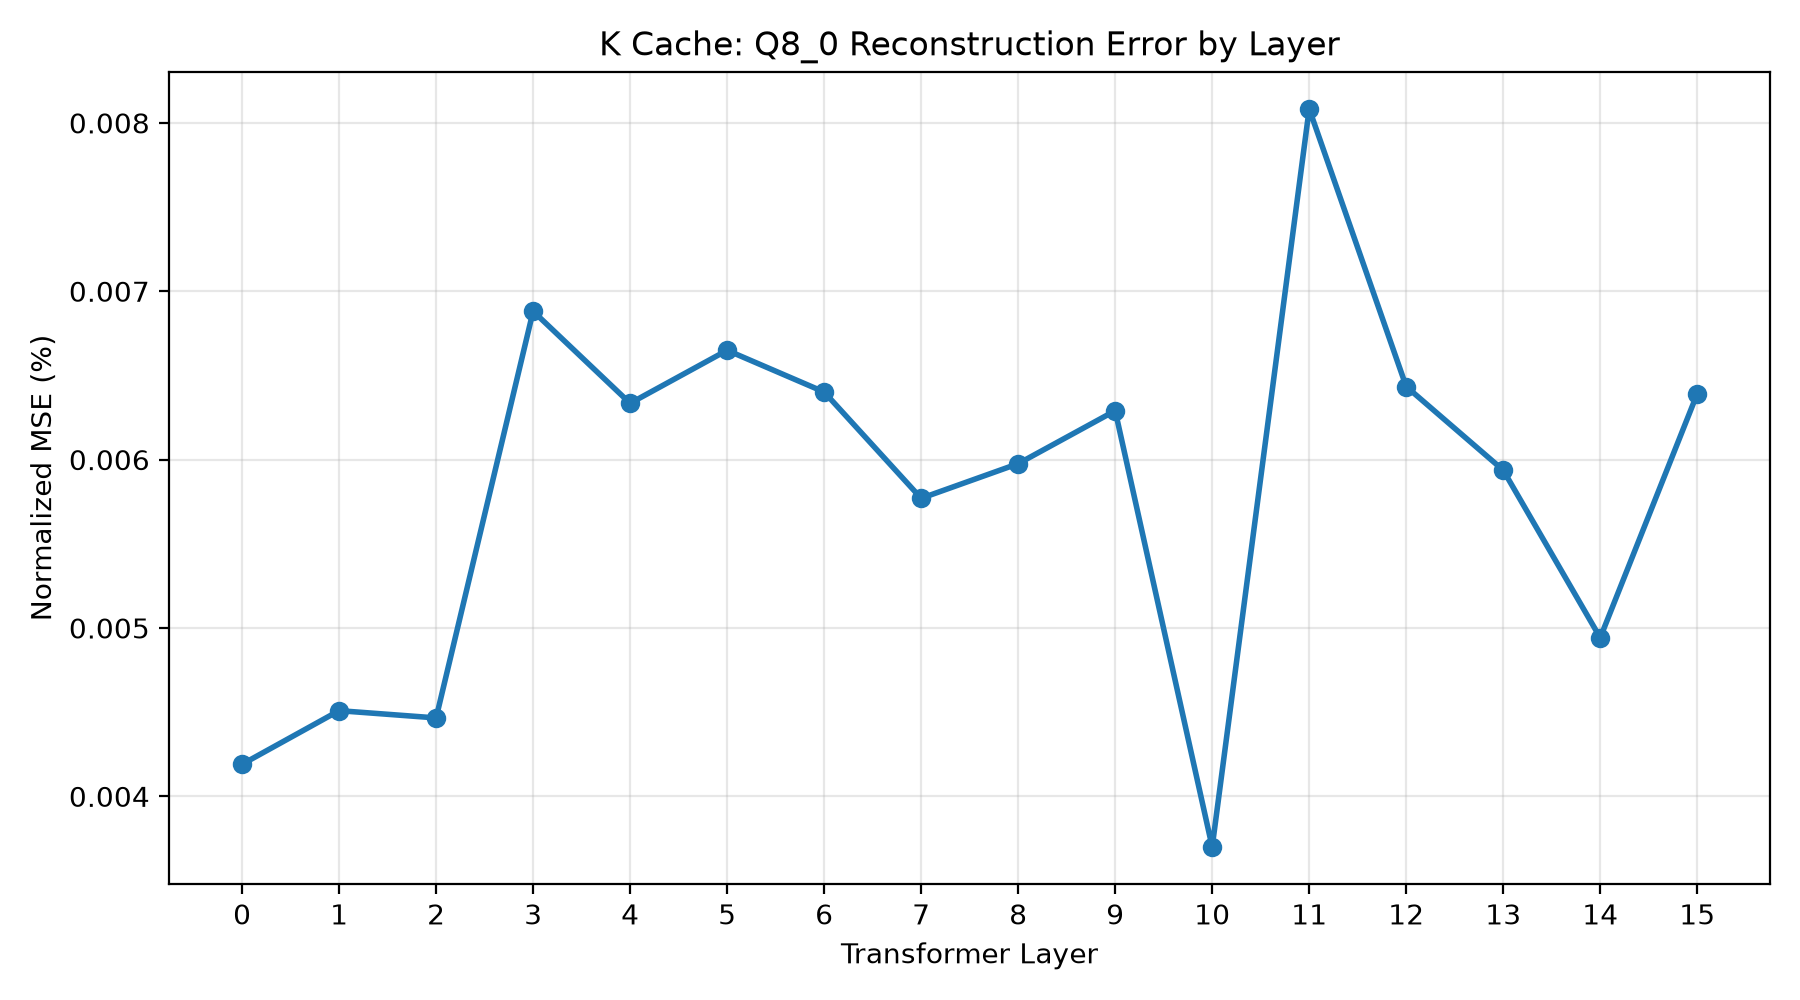 K Cache: Q8_0 Reconstruction Error by Layer
Normalized MSE (%)
0.008
0.007
0.006
0.005
0.004
0 1 2 3 4 5 6 7 8 9 10 11 12 13 14 15
Transformer Layer